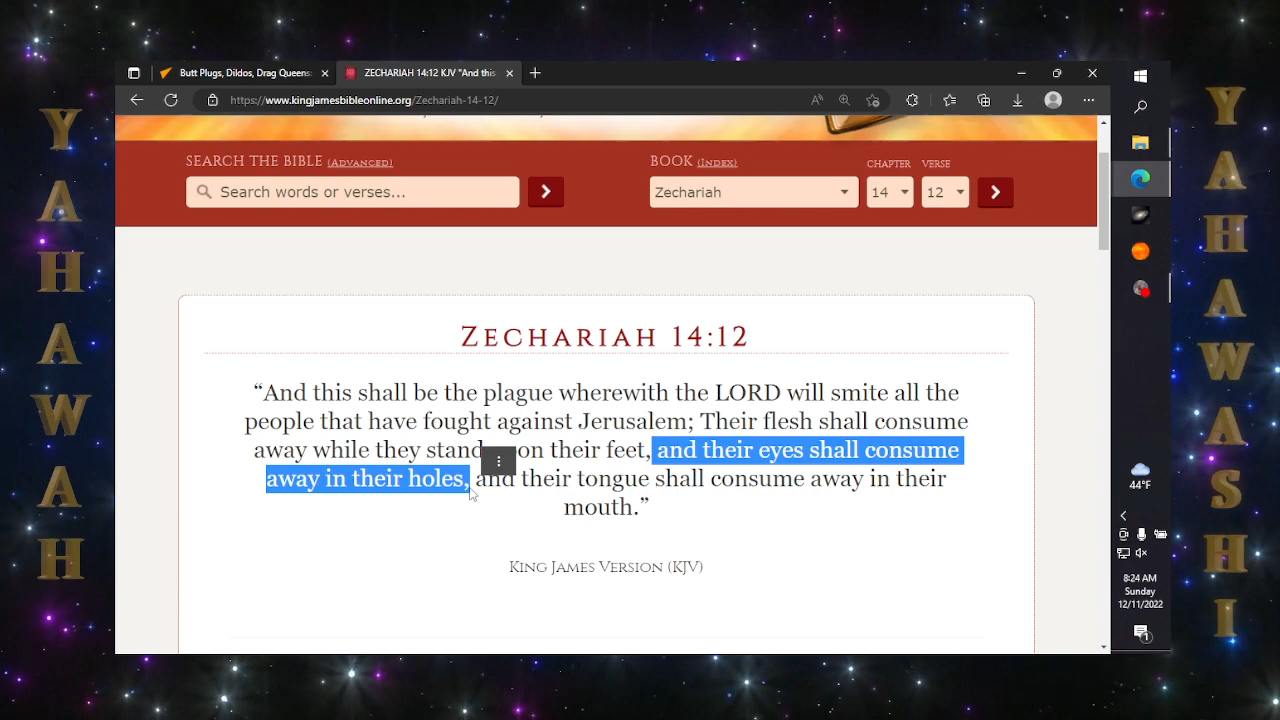 Butt Plugs, Dildos, Drag Queens:
ZECHARIAH 14:12 KJV "And this
https://www.kingjamesbibleonline.org/Zechariah-14-12/
SEARCH THE BIBLE (ADVANCED)
BOOK (INDEX)
CHAPTER
VERSE
Search words or verses...
Zechariah
14
12
ZECHARIAH 14:12
“And this shall be the plague wherewith the LORD will smite all the
people that have fought against Jerusalem; Their flesh shall consume
away while they stand on their feet, and their eyes shall consume
away in their holes, and their tongue shall consume away in their
mouth.”
KING JAMES VERSION (KJV)
44°F
8:24 AM
Sunday
12/11/2022
1
YAHAWAH
YAHAWASHI